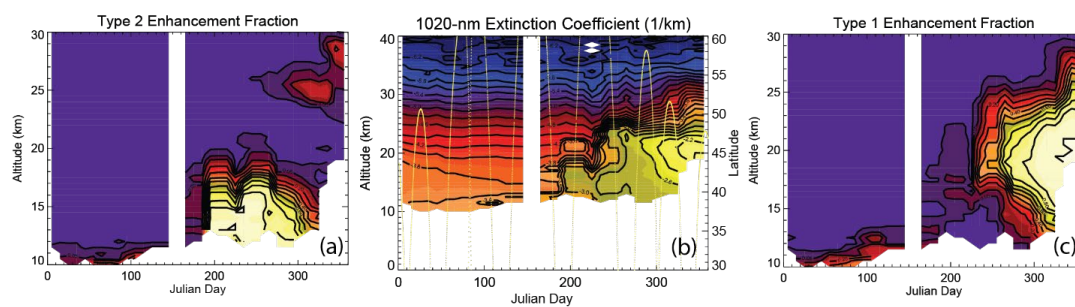 Type 2 Enhancement Fraction
30
25
20
15
10
Altitude (km)
0
100
200
300
Julian Day
(a)
1020-nm Extinction Coefficient (1/km)
40
30
20
10
0
Altitude (km)
60
55
50
45
40
35
30
Latitude
0
100
200
300
Julian Day
(b)
Type 1 Enhancement Fraction
30
25
20
15
10
Altitude (km)
0
100
200
300
Julian Day
(c)